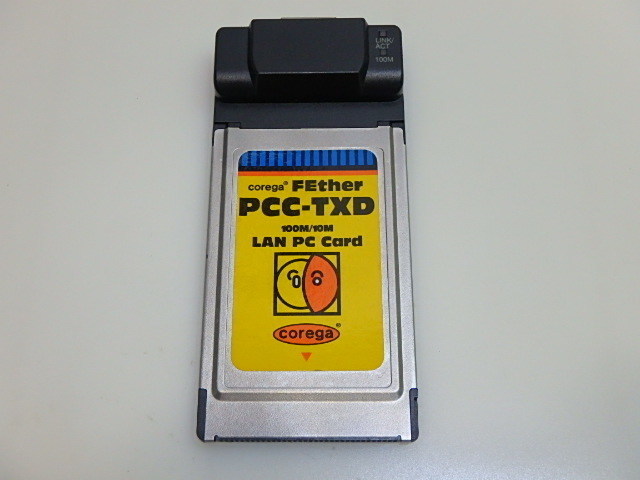 LINK/
ACT
100M
corega® FEther
PCC-TXD
100M/10M
LAN PC Card
corega®